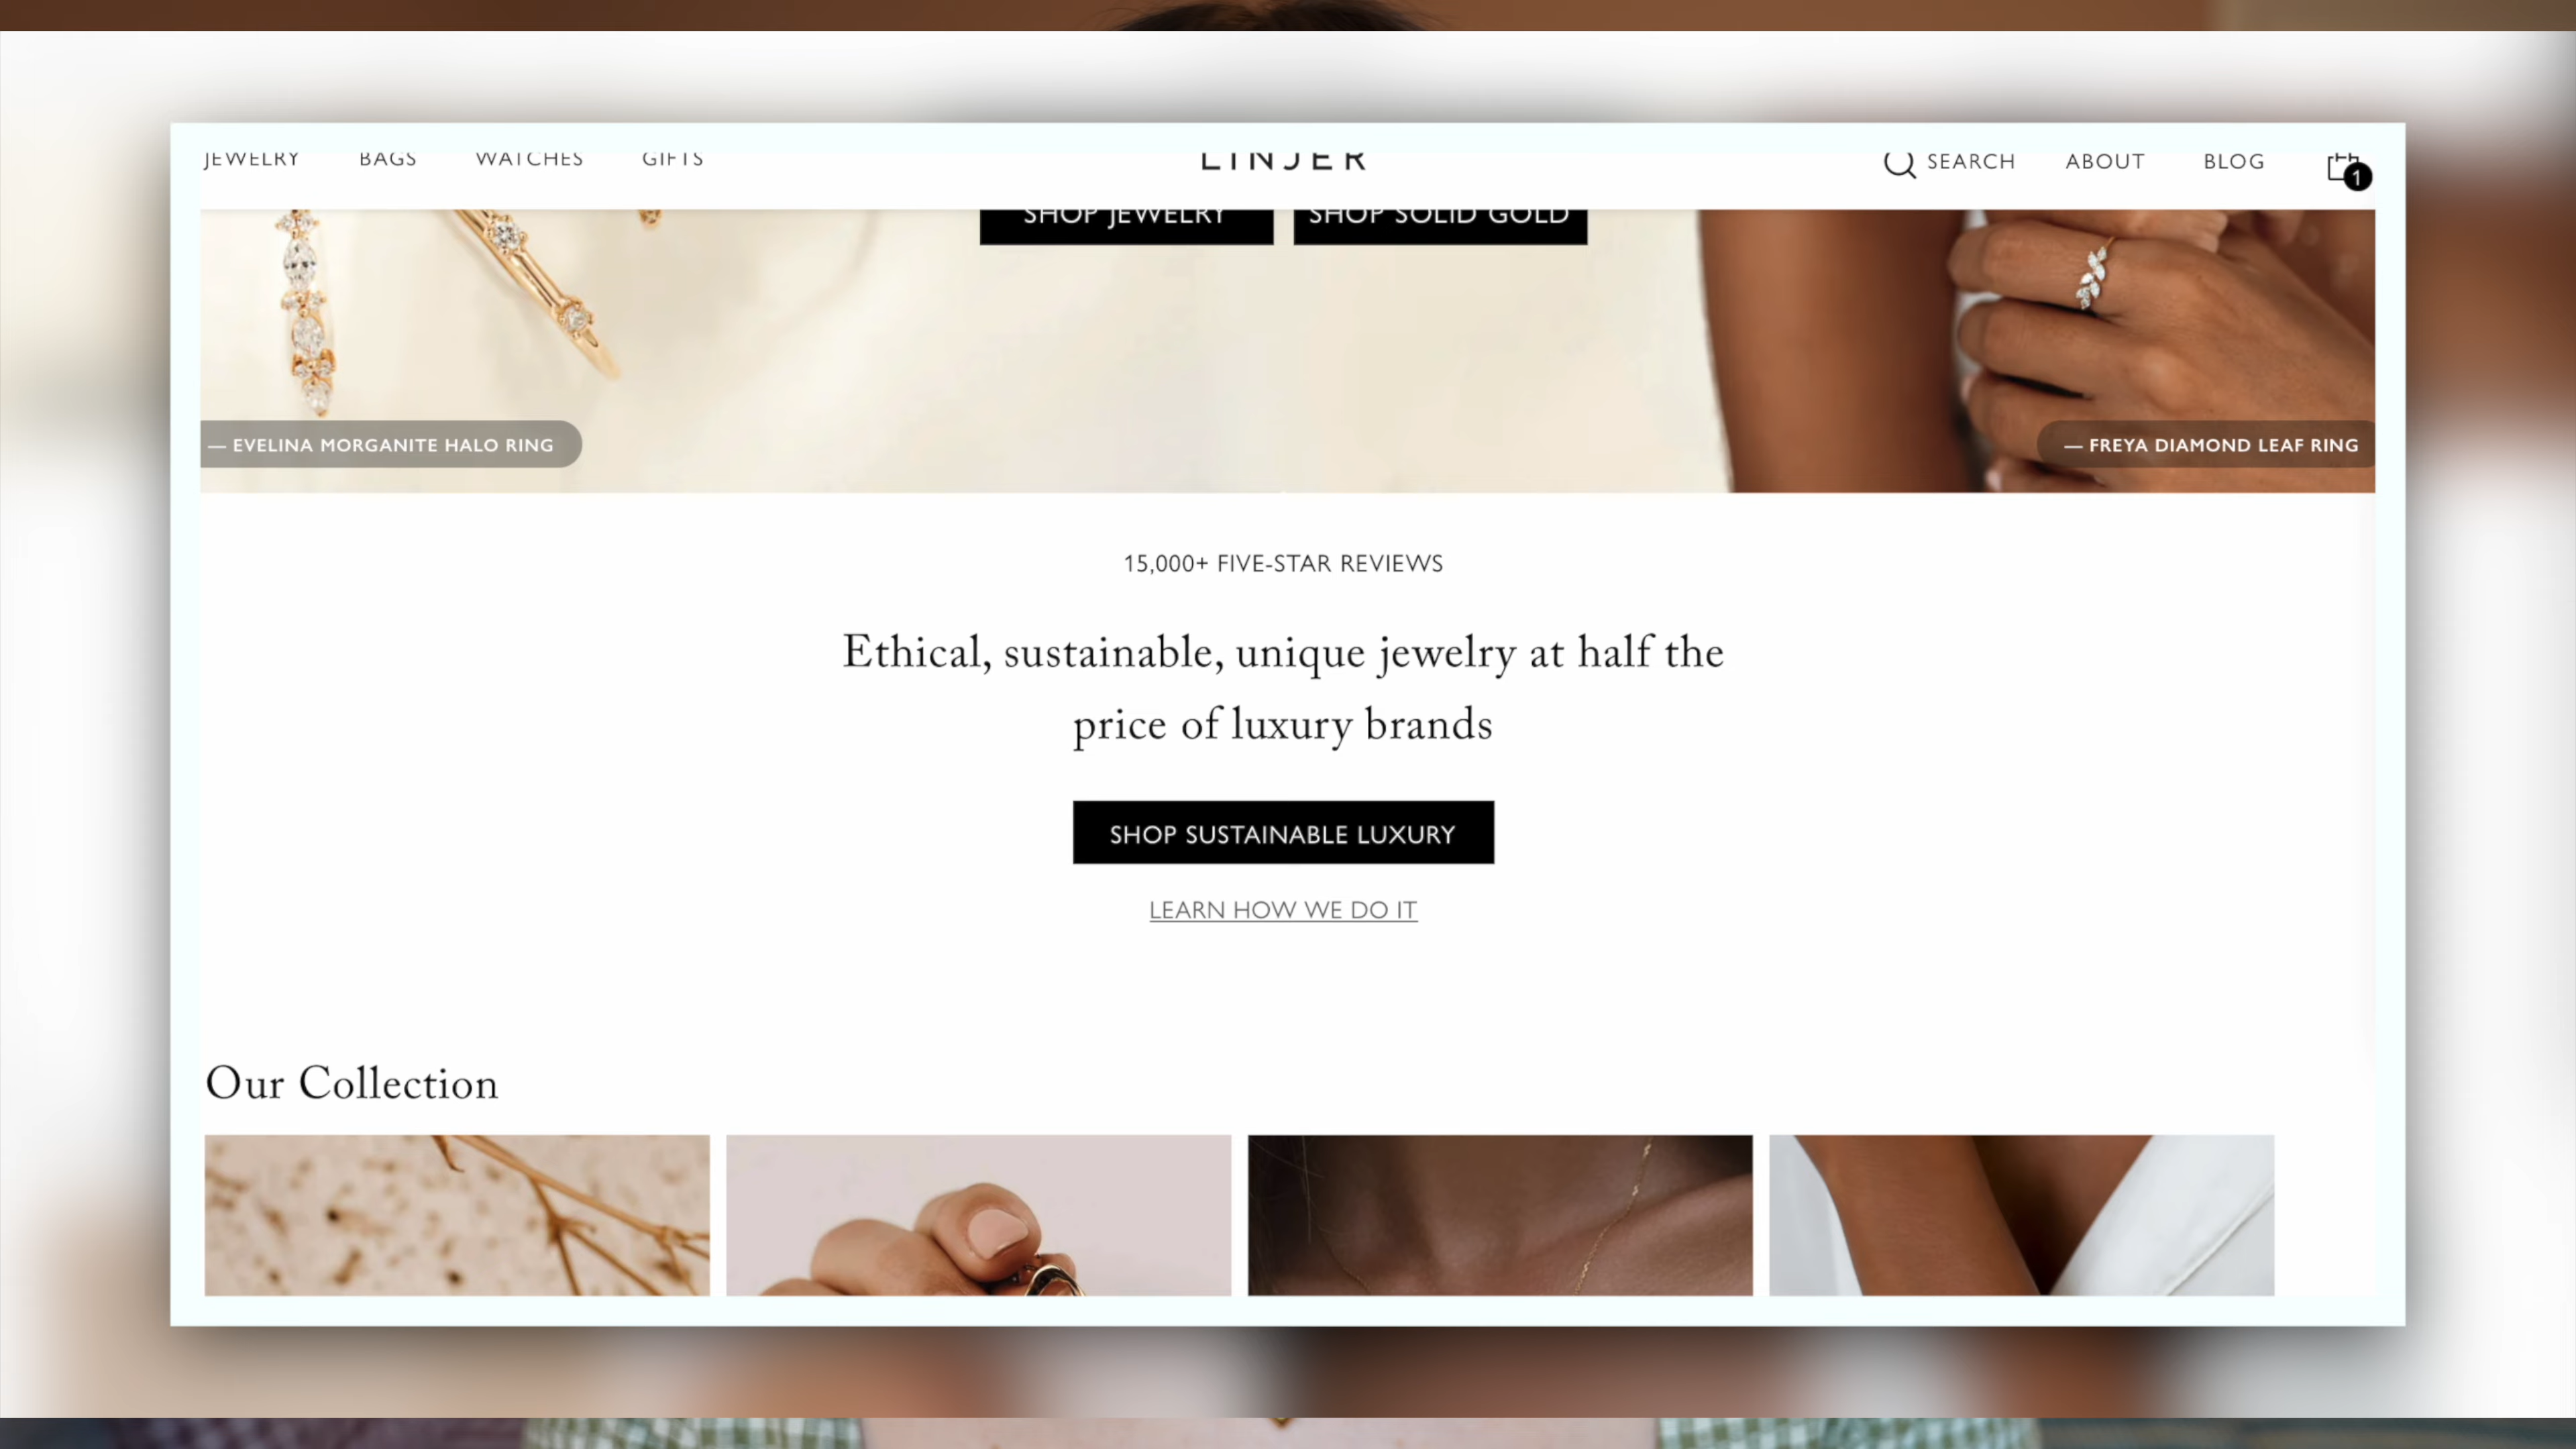 JEWELRY BAGS WATCHES GIFTS LINJER SEARCH ABOUT BLOG 1
SHOP JEWELRY SHOP SOLID GOLD
— EVELINA MORGANITE HALO RING — FREYA DIAMOND LEAF RING
15,000+ FIVE-STAR REVIEWS
Ethical, sustainable, unique jewelry at half the
price of luxury brands
SHOP SUSTAINABLE LUXURY
LEARN HOW WE DO IT
Our Collection